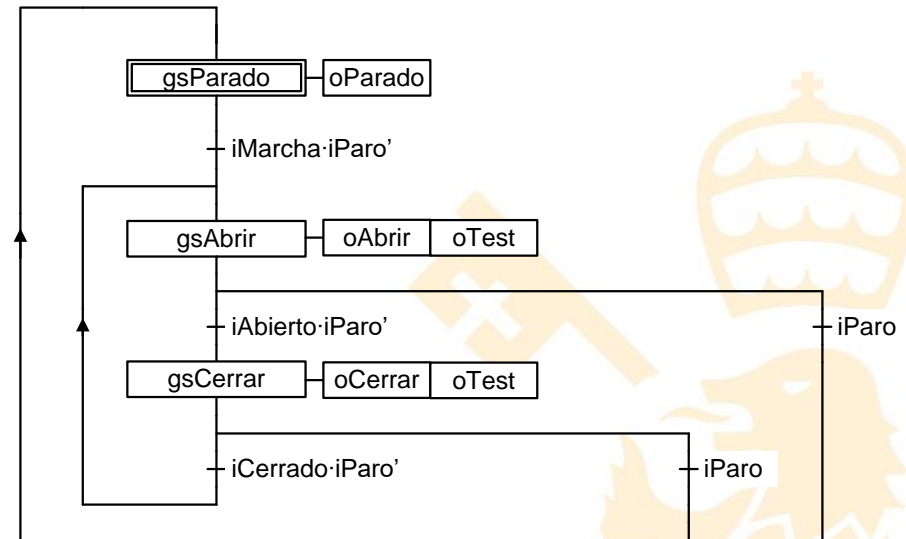 gsParado oParado
iMarcha·iParo’
gsAbrir oAbrir oTest
iAbierto·iParo’ iParo
gsCerrar oCerrar oTest
iCerrado·iParo’ iParo